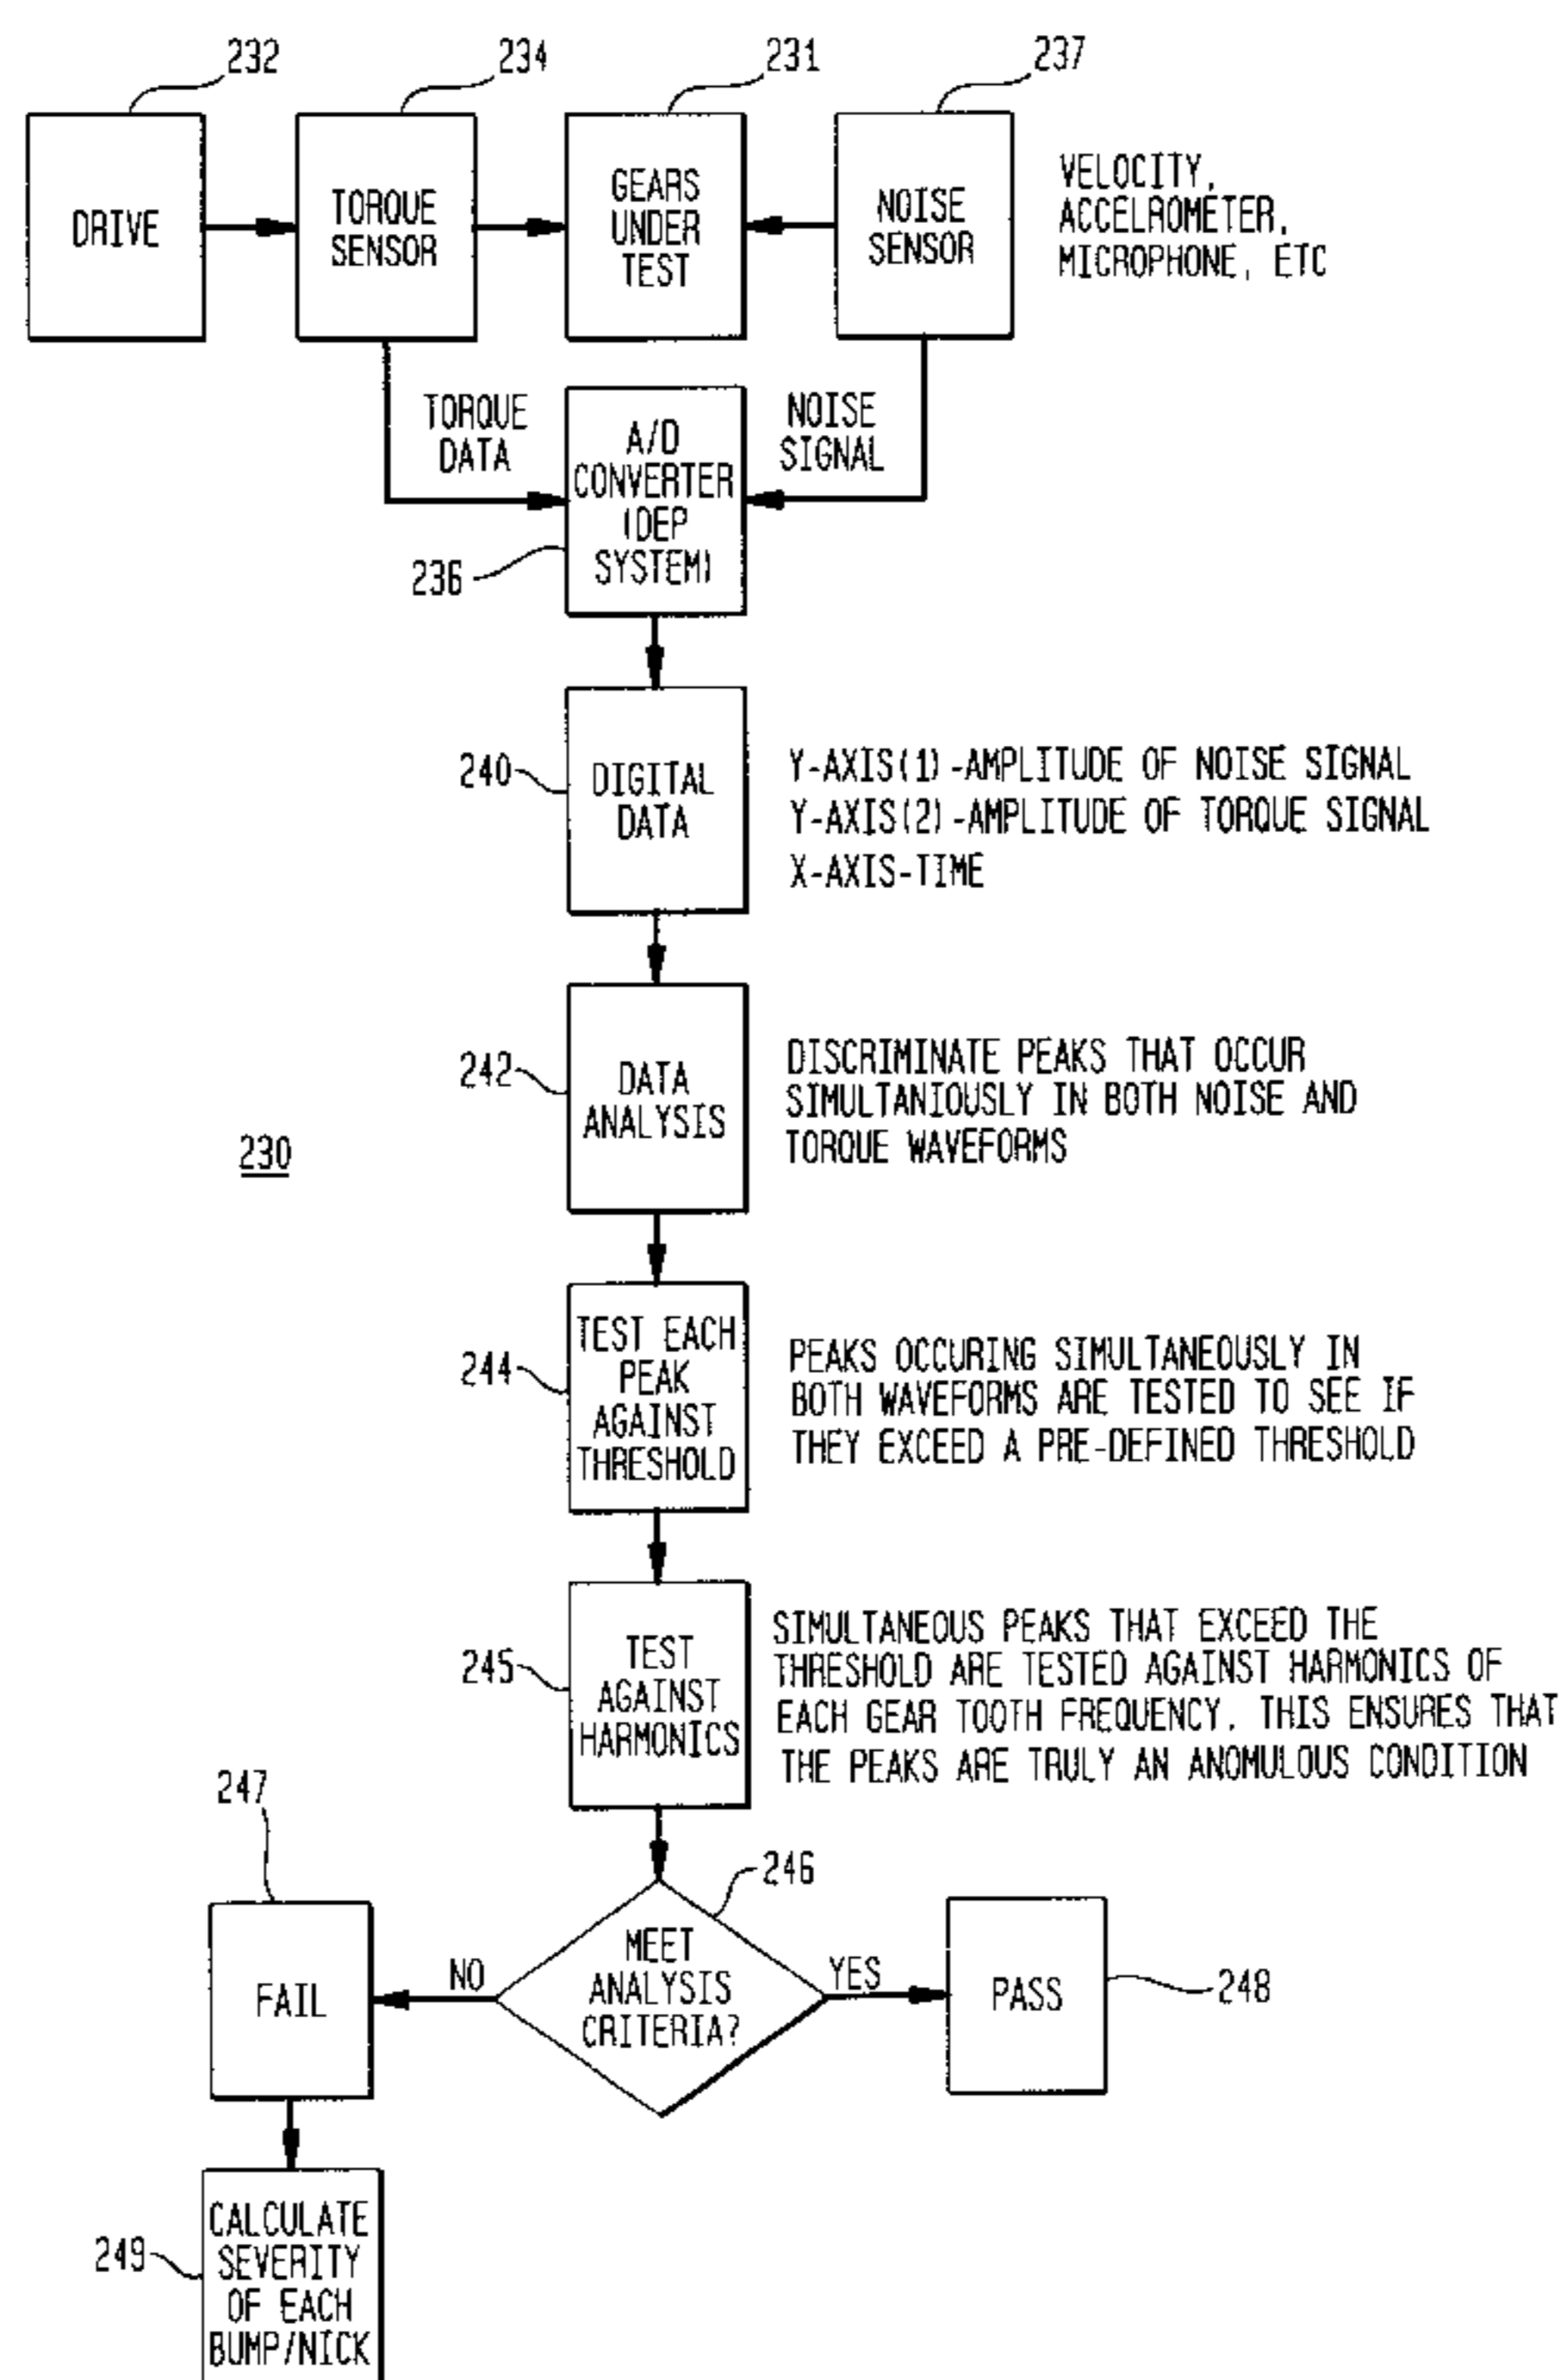 232
234
231
237
DRIVE
TORQUE
SENSOR
GEARS
UNDER
TEST
NOISE
SENSOR
VELOCITY,
ACCELROMETER,
MICROPHONE, ETC
TORQUE
DATA
A/D
CONVERTER
(DEP
SYSTEM)
NOISE
SIGNAL
236
240
DIGITAL
DATA
Y-AXIS(1)-AMPLITUDE OF NOISE SIGNAL
Y-AXIS(2)-AMPLITUDE OF TORQUE SIGNAL
X-AXIS-TIME
242
DATA
ANALYSIS
DISCRIMINATE PEAKS THAT OCCUR
SIMULTANIOUSLY IN BOTH NOISE AND
TORQUE WAVEFORMS
230
244
TEST EACH
PEAK
AGAINST
THRESHOLD
PEAKS OCCURING SIMULTANEOUSLY IN
BOTH WAVEFORMS ARE TESTED TO SEE IF
THEY EXCEED A PRE-DEFINED THRESHOLD
245
TEST
AGAINST
HARMONICS
SIMULTANEOUS PEAKS THAT EXCEED THE
THRESHOLD ARE TESTED AGAINST HARMONICS OF
EACH GEAR TOOTH FREQUENCY. THIS ENSURES THAT
THE PEAKS ARE TRULY AN ANOMULOUS CONDITION
247
246
FAIL
NO
MEET
ANALYSIS
CRITERIA?
YES
PASS
248
249
CALCULATE
SEVERITY
OF EACH
BUMP/NICK